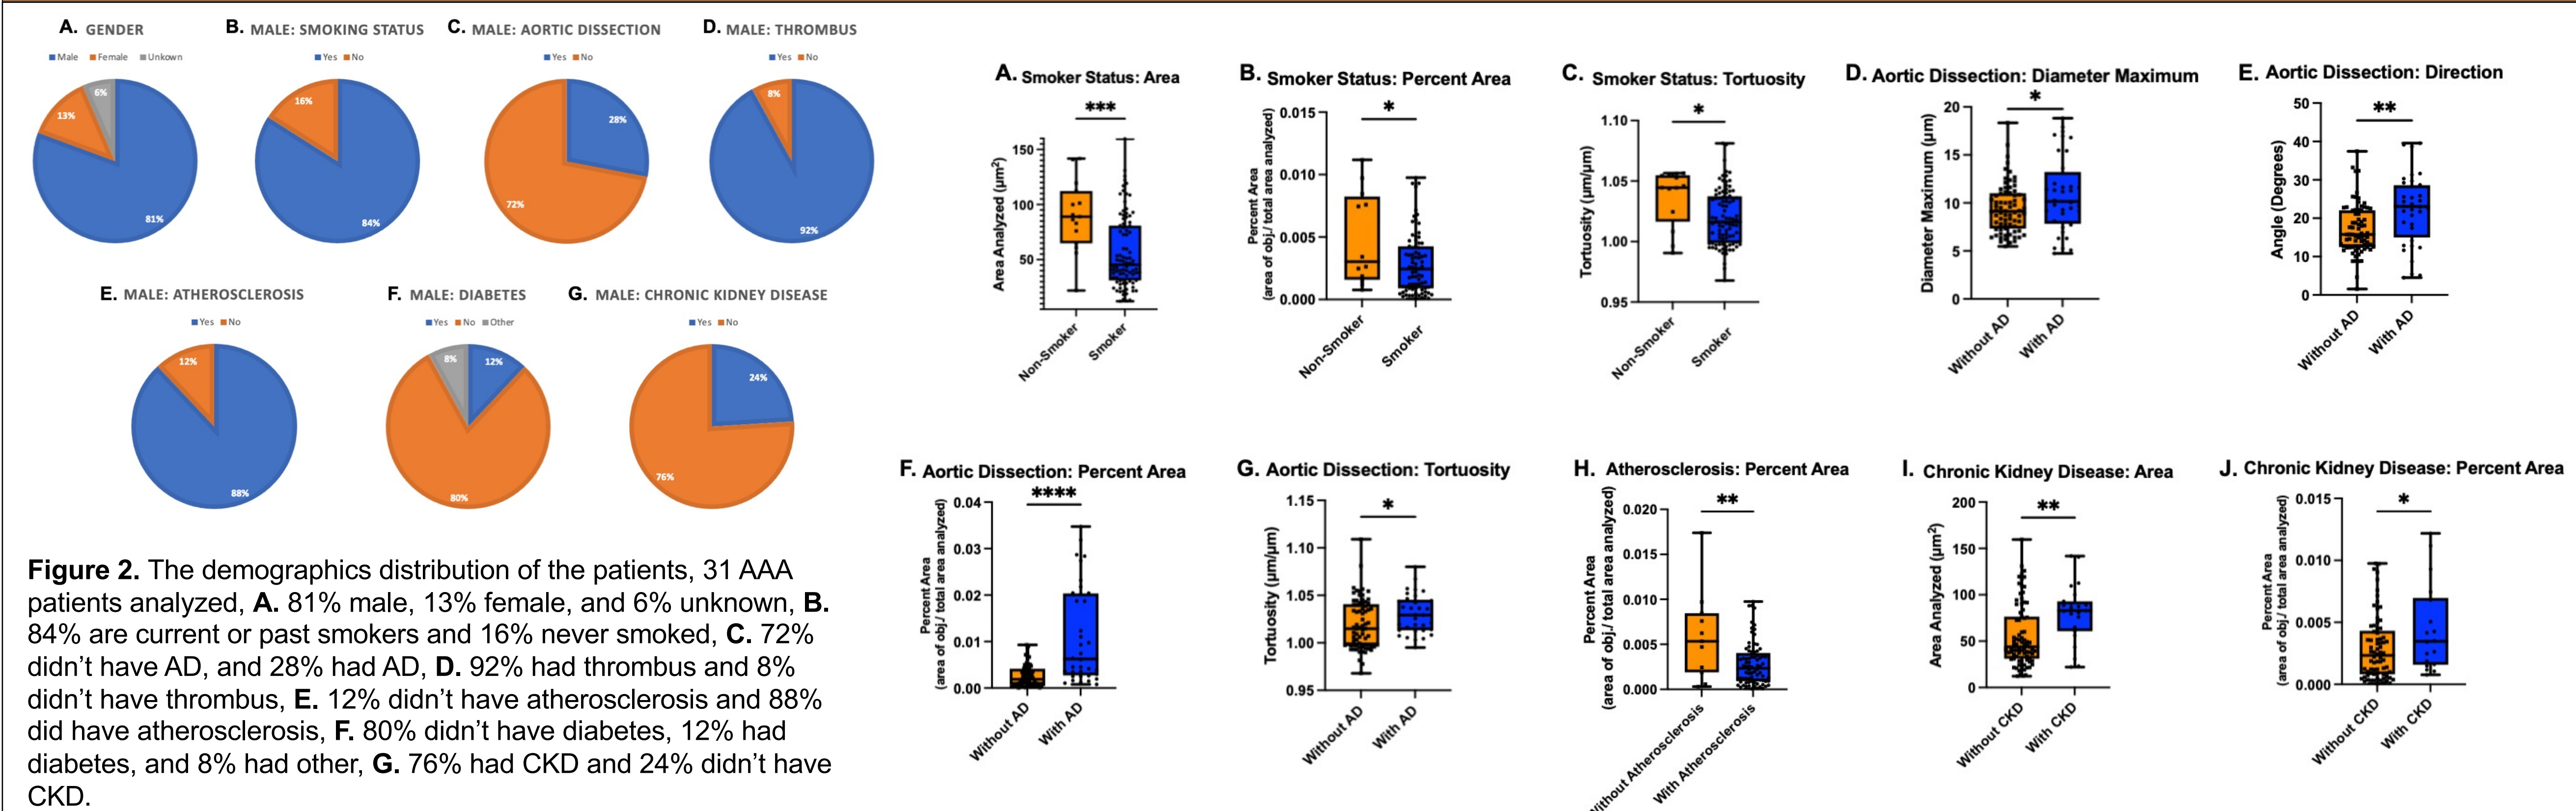 A. GENDER
Male Female Unkown
6%
13%
81%
B. MALE: SMOKING STATUS
Yes No
16%
84%
C. MALE: AORTIC DISSECTION
Yes No
28%
72%
D. MALE: THROMBUS
Yes No
8%
92%
E. MALE: ATHEROSCLEROSIS
Yes No
12%
88%
F. MALE: DIABETES
Yes No Other
8%
12%
80%
G. MALE: CHRONIC KIDNEY DISEASE
Yes No
24%
76%
Figure 2. The demographics distribution of the patients, 31 AAA
patients analyzed, A. 81% male, 13% female, and 6% unknown, B.
84% are current or past smokers and 16% never smoked, C. 72%
didn't have AD, and 28% had AD, D. 92% had thrombus and 8%
didn't have thrombus, E. 12% didn't have atherosclerosis and 88%
did have atherosclerosis, F. 80% didn't have diabetes, 12% had
diabetes, and 8% had other, G. 76% had CKD and 24% didn't have
CKD.
A. Smoker Status: Area
***
Area Analyzed (µm²)
150
100
50
Non-Smoker
Smoker
B. Smoker Status: Percent Area
*
Percent Area
(area of obj./ total area analyzed)
0.015
0.010
0.005
0.000
Non-Smoker
Smoker
C. Smoker Status: Tortuosity
*
Tortuosity (µm/µm)
1.10
1.05
1.00
0.95
Non-Smoker
Smoker
D. Aortic Dissection: Diameter Maximum
*
Diameter Maximum (µm)
20
15
10
5
0
Without AD
With AD
E. Aortic Dissection: Direction
**
Angle (Degrees)
50
40
30
20
10
0
Without AD
With AD
F. Aortic Dissection: Percent Area
****
Percent Area
(area of obj./ total area analyzed)
0.04
0.03
0.02
0.01
0.00
Without AD
With AD
G. Aortic Dissection: Tortuosity
*
Tortuosity (µm/µm)
1.15
1.10
1.05
1.00
0.95
Without AD
With AD
H. Atherosclerosis: Percent Area
**
Percent Area
(area of obj./ total area analyzed)
0.020
0.015
0.010
0.005
0.000
Without Atherosclerosis
With Atherosclerosis
I. Chronic Kidney Disease: Area
**
Area Analyzed (µm²)
200
150
100
50
0
Without CKD
With CKD
J. Chronic Kidney Disease: Percent Area
*
Percent Area
(area of obj./ total area analyzed)
0.015
0.010
0.005
0.000
Without CKD
With CKD